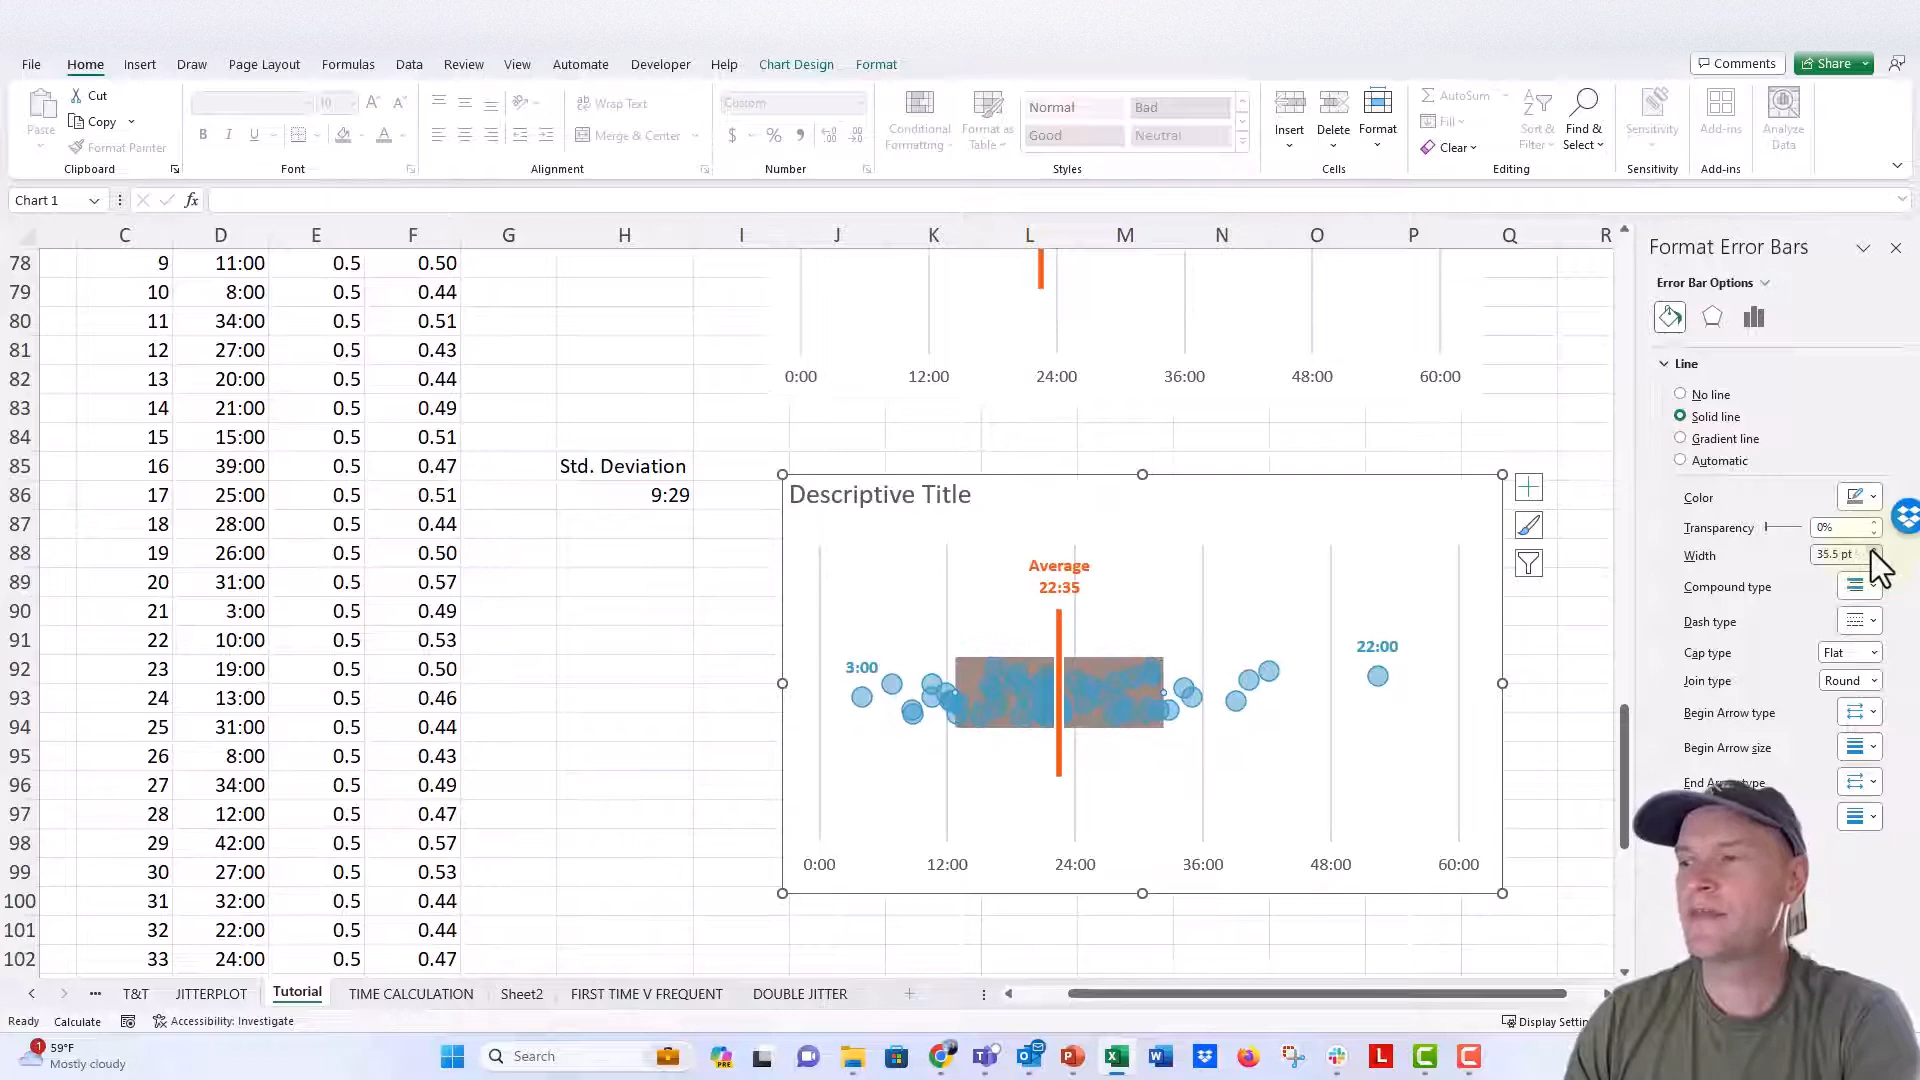 File Home Insert Draw Page Layout Formulas Data Review View Automate Developer Help Chart Design Format Comments Share
Paste Cut Copy Format Painter Clipboard
10 B I U Font
Wrap Text Merge & Center Alignment
Custom $ % Number
Conditional Formatting Format as Table Normal Bad Good Neutral Styles
Insert Delete Format Cells
AutoSum Fill Clear Sort & Filter Find & Select Editing
Sensitivity Sensitivity
Add-ins Add-ins
Analyze Data
Chart 1 fx
C D E F G H I J K L M N O P Q R
78 9 11:00 0.5 0.50
79 10 8:00 0.5 0.44
80 11 34:00 0.5 0.51
81 12 27:00 0.5 0.43
82 13 20:00 0.5 0.44
83 14 21:00 0.5 0.49
84 15 15:00 0.5 0.51
85 16 39:00 0.5 0.47 Std. Deviation
86 17 25:00 0.5 0.51 9:29
87 18 28:00 0.5 0.44
88 19 26:00 0.5 0.50
89 20 31:00 0.5 0.57
90 21 3:00 0.5 0.49
91 22 10:00 0.5 0.53
92 23 19:00 0.5 0.50
93 24 13:00 0.5 0.46
94 25 31:00 0.5 0.44
95 26 8:00 0.5 0.43
96 27 34:00 0.5 0.49
97 28 12:00 0.5 0.47
98 29 42:00 0.5 0.57
99 30 27:00 0.5 0.53
100 31 32:00 0.5 0.44
101 32 22:00 0.5 0.44
102 33 24:00 0.5 0.47
0:00 12:00 24:00 36:00 48:00 60:00
Descriptive Title
Average
22:35
3:00
22:00
0:00 12:00 24:00 36:00 48:00 60:00
Format Error Bars
Error Bar Options
Line
No line
Solid line
Gradient line
Automatic
Color
Transparency 0%
Width 35.5 pt
Compound type
Dash type
Cap type Flat
Join type Round
Begin Arrow type
Begin Arrow size
T&T JITTERPLOT Tutorial TIME CALCULATION Sheet2 FIRST TIME V FREQUENT DOUBLE JITTER
Ready Calculate Accessibility: Investigate
1 59°F
Mostly cloudy
Search
PRE
L